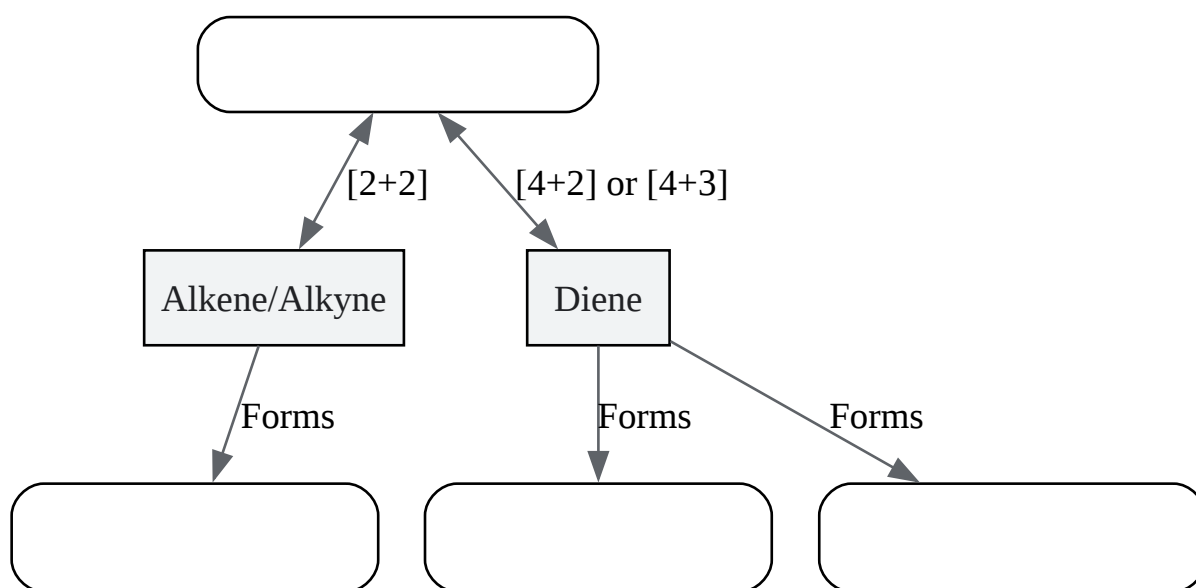 [2+2]
[4+2] or [4+3]
Alkene/Alkyne
Diene
Forms
Forms
Forms